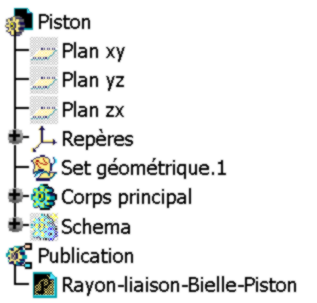 Piston
Plan xy
Plan yz
Plan zx
Repères
Set géométrique.1
Corps principal
Schema
Publication
Rayon-liaison-Bielle-Piston